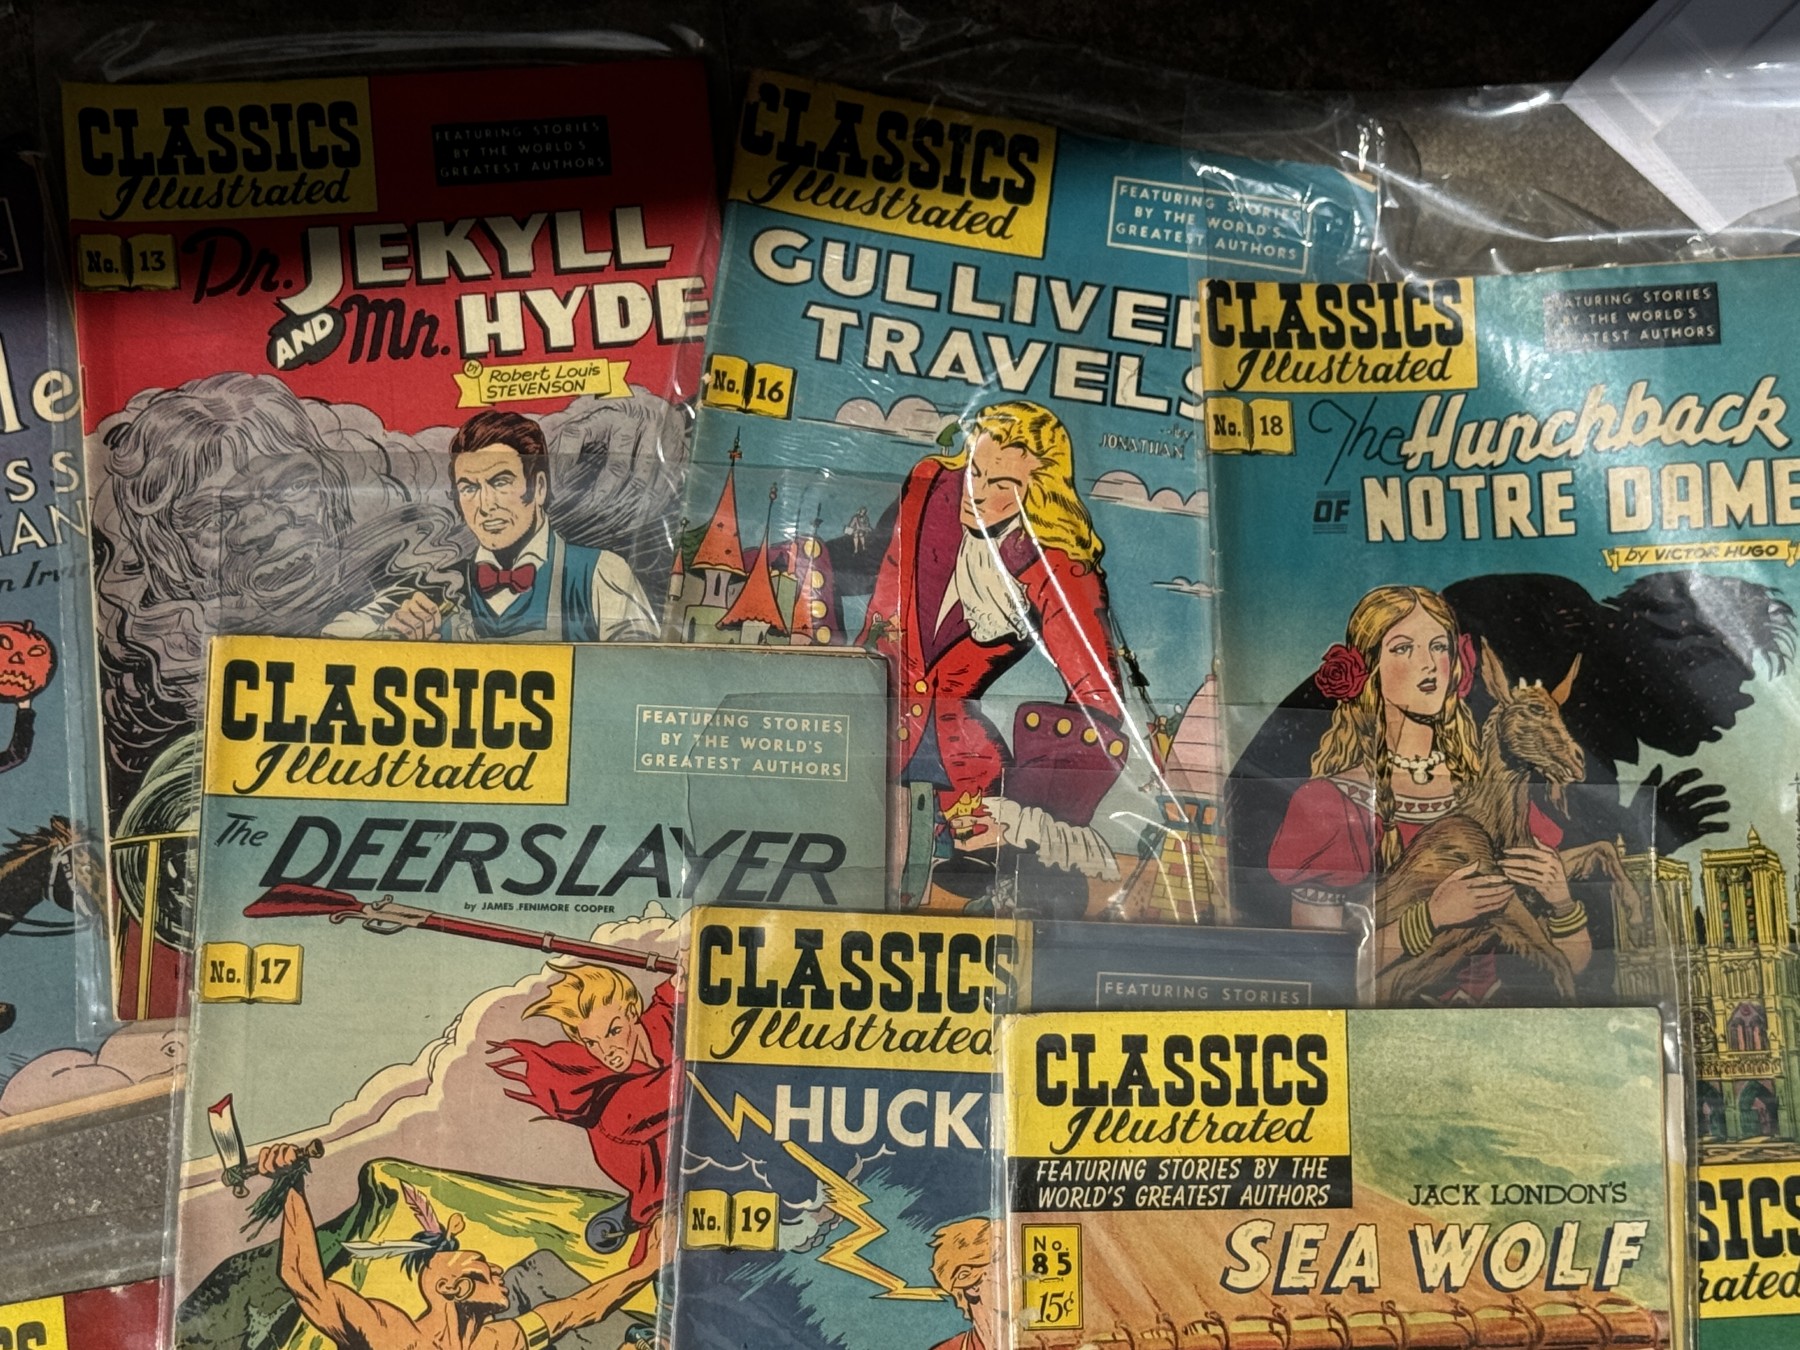 CLASSICS
Illustrated
FEATURING STORIES
BY THE WORLD'S
GREATEST AUTHORS
No. 13
Dr. JEKYLL
AND Mr. HYDE
by Robert Louis
STEVENSON
CLASSICS
Illustrated
FEATURING STORIES
BY THE WORLD'S
GREATEST AUTHORS
GULLIVER
TRAVELS
No. 16
JONATHAN
CLASSICS
Illustrated
ATURING STORIES
BY THE WORLD'S
GREATEST AUTHORS
No. 18
The Hunchback
OF NOTRE DAME
by VICTOR HUGO
CLASSICS
Illustrated
FEATURING STORIES
BY THE WORLD'S
GREATEST AUTHORS
The DEERSLAYER
by JAMES FENIMORE COOPER
No. 17
CLASSICS
Illustrated
FEATURING STORIES
HUCK
No. 19
CLASSICS
Illustrated
FEATURING STORIES BY THE
WORLD'S GREATEST AUTHORS
JACK LONDON'S
SEA WOLF
No.
85
15¢
SICS
rated